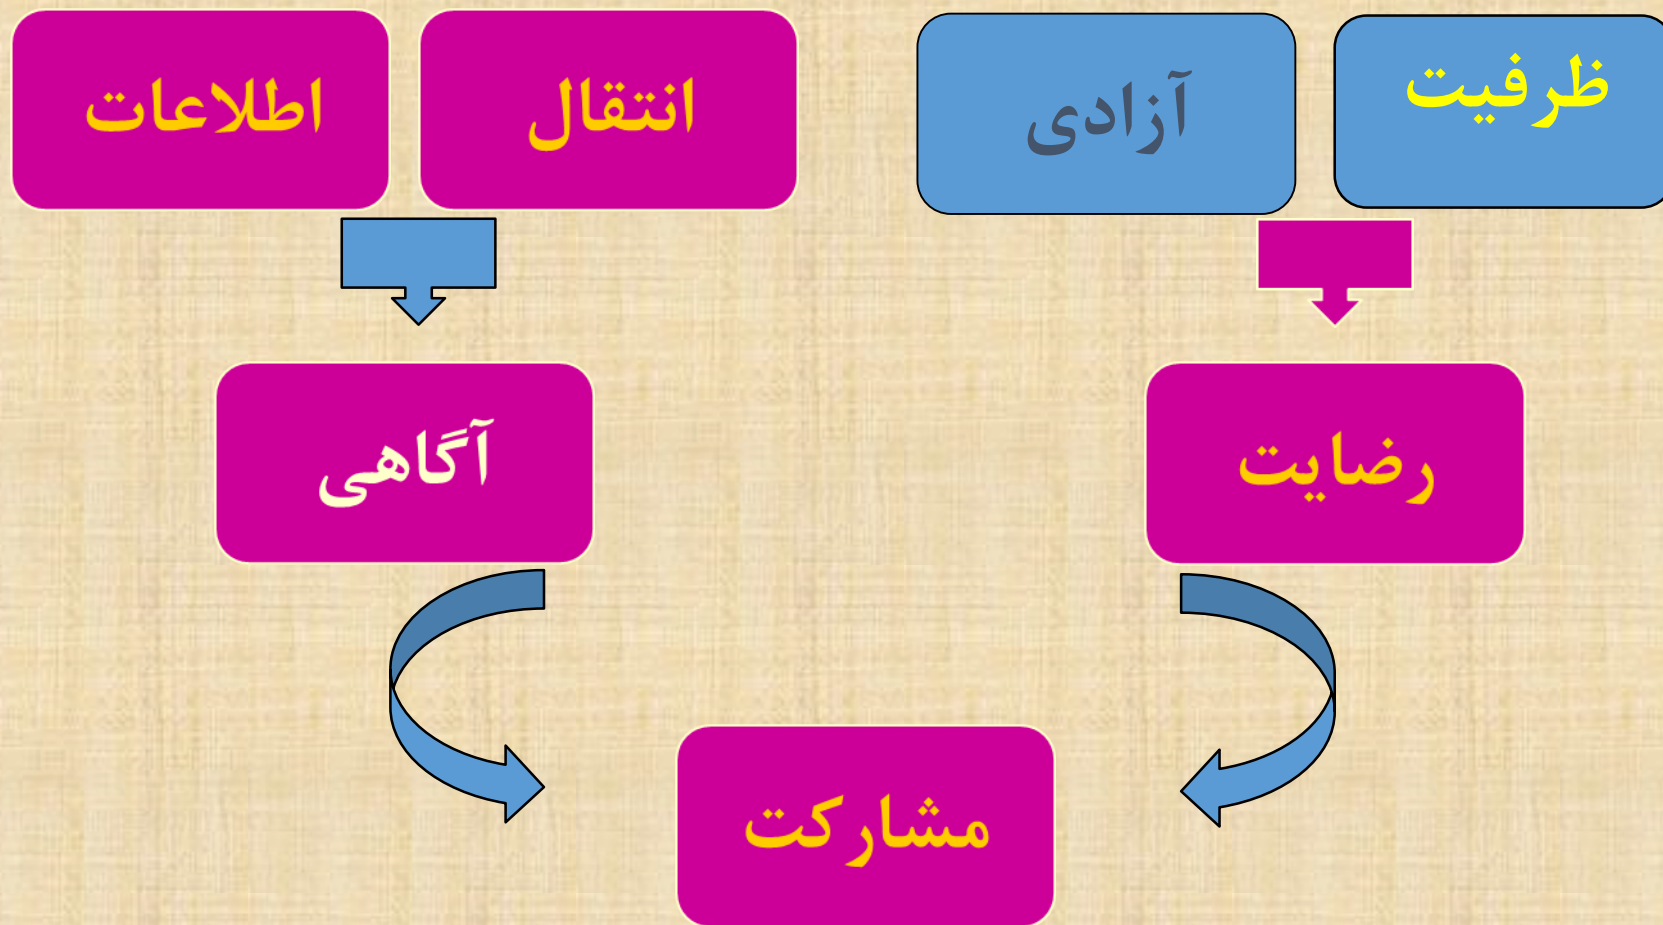 ظرفیت
آزادی
انتقال
اطلاعات
رضایت
آگاهی
مشارکت